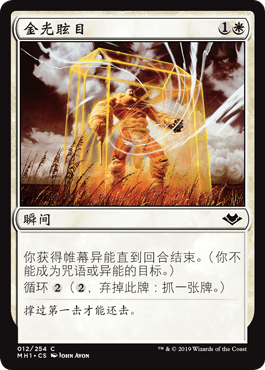 金光眩目 1
瞬间
你获得帷幕异能直到回合结束。（你不
能成为咒语或异能的目标。）
循环 2（2，弃掉此牌：抓一张牌。）
撑过第一击才能还击。
012/254 C
MH1 • CS JOHN AVON
™ & © 2019 Wizards of the Coast